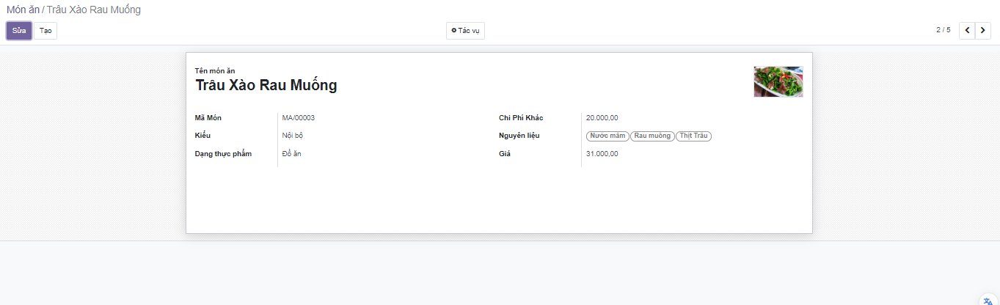 Món ăn / Trâu Xào Rau Muống
Sửa Tạo Tác vụ 2 / 5
Tên món ăn
Trâu Xào Rau Muống
Mã Món MA/00003 Chi Phí Khác 20.000,00
Kiểu Nội bộ Nguyên liệu Nước mắm Rau muống Thịt Trâu
Dạng thực phẩm Đồ ăn Giá 31.000,00